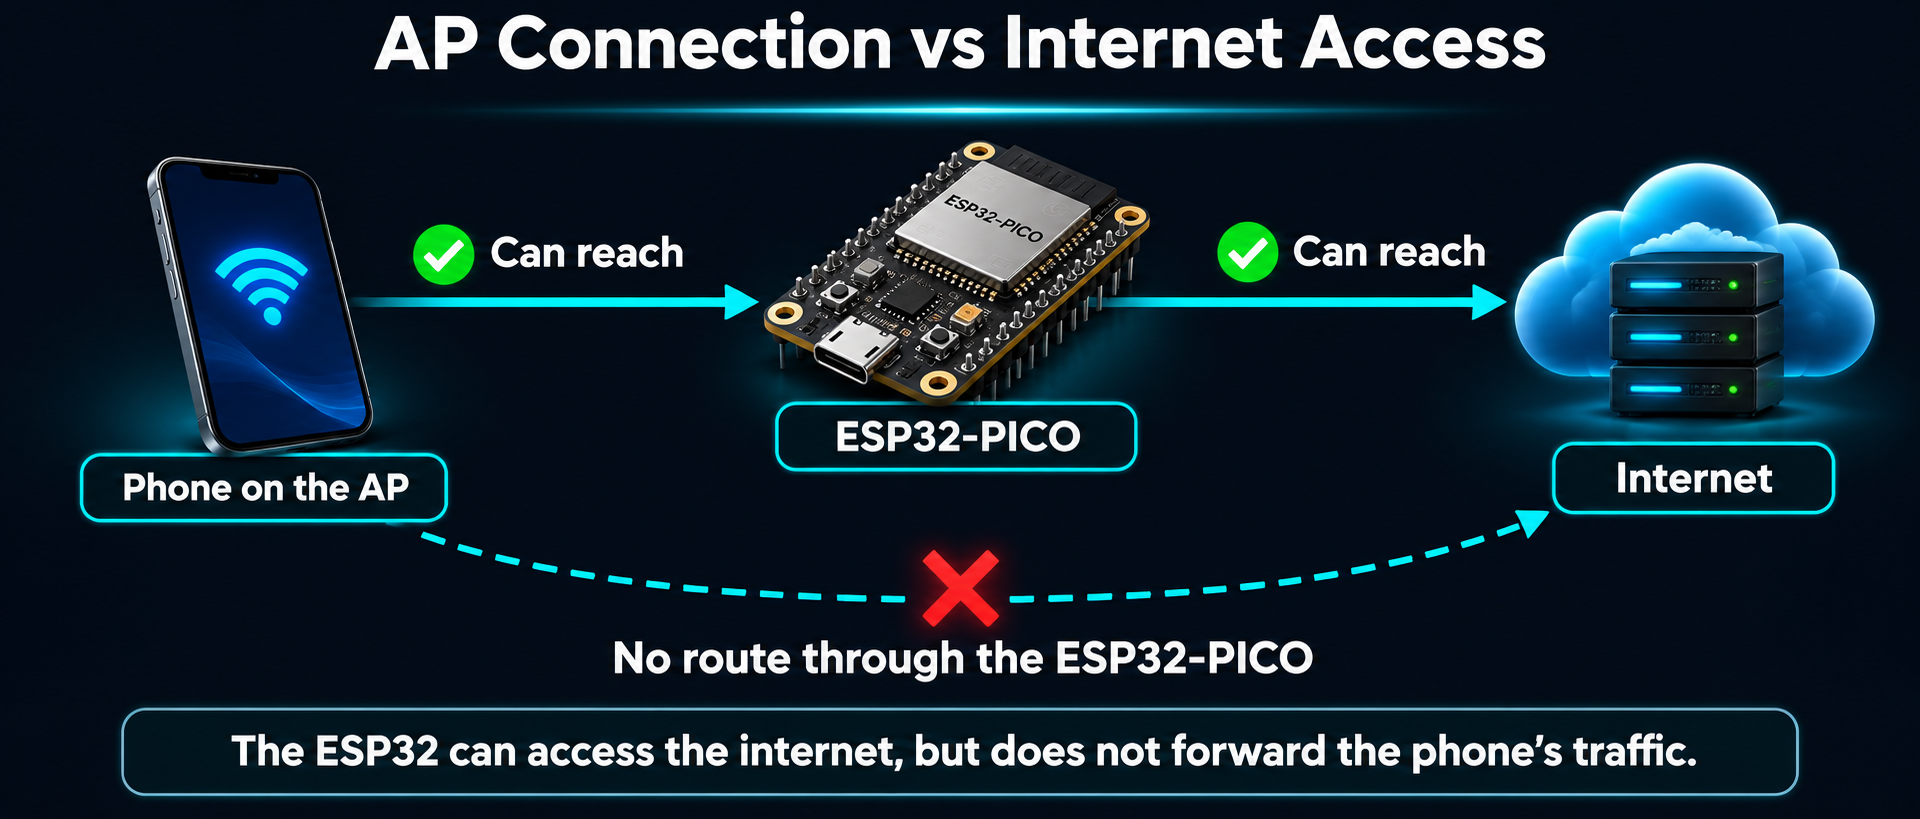 AP Connection vs Internet Access
Can reach
Can reach
ESP32-PICO
ESP32-PICO
Phone on the AP
Internet
No route through the ESP32-PICO
The ESP32 can access the internet, but does not forward the phone’s traffic.